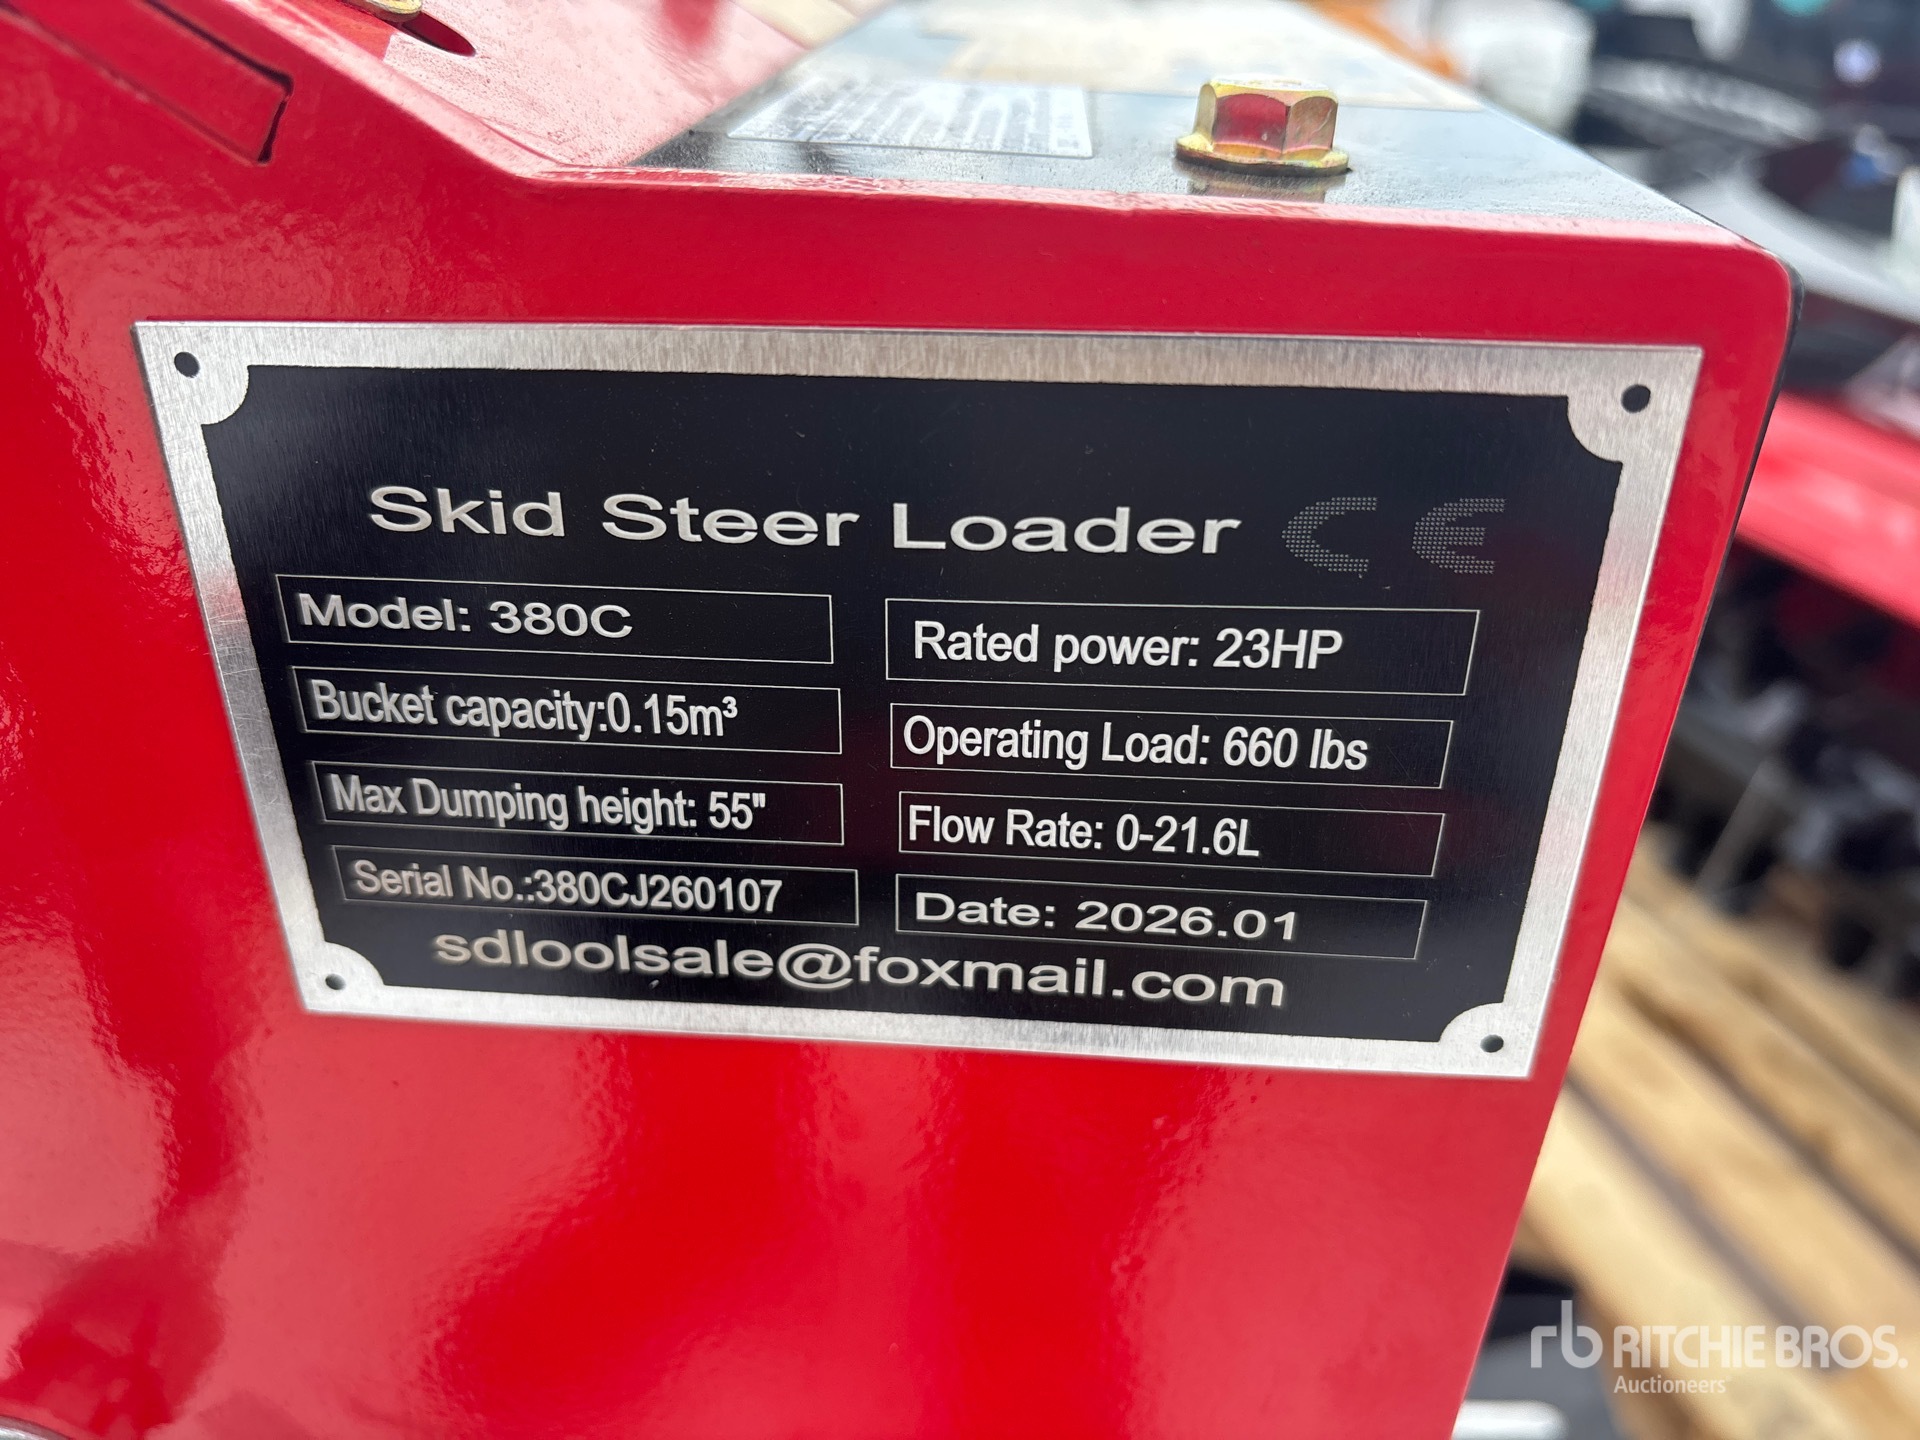 Skid Steer Loader CE
Model: 380C
Rated power: 23HP
Bucket capacity:0.15m³
Operating Load: 660 lbs
Max Dumping height: 55"
Flow Rate: 0-21.6L
Serial No.:380CJ260107
Date: 2026.01
sdloolsale@foxmail.com
rb RITCHIE BROS.
Auctioneers